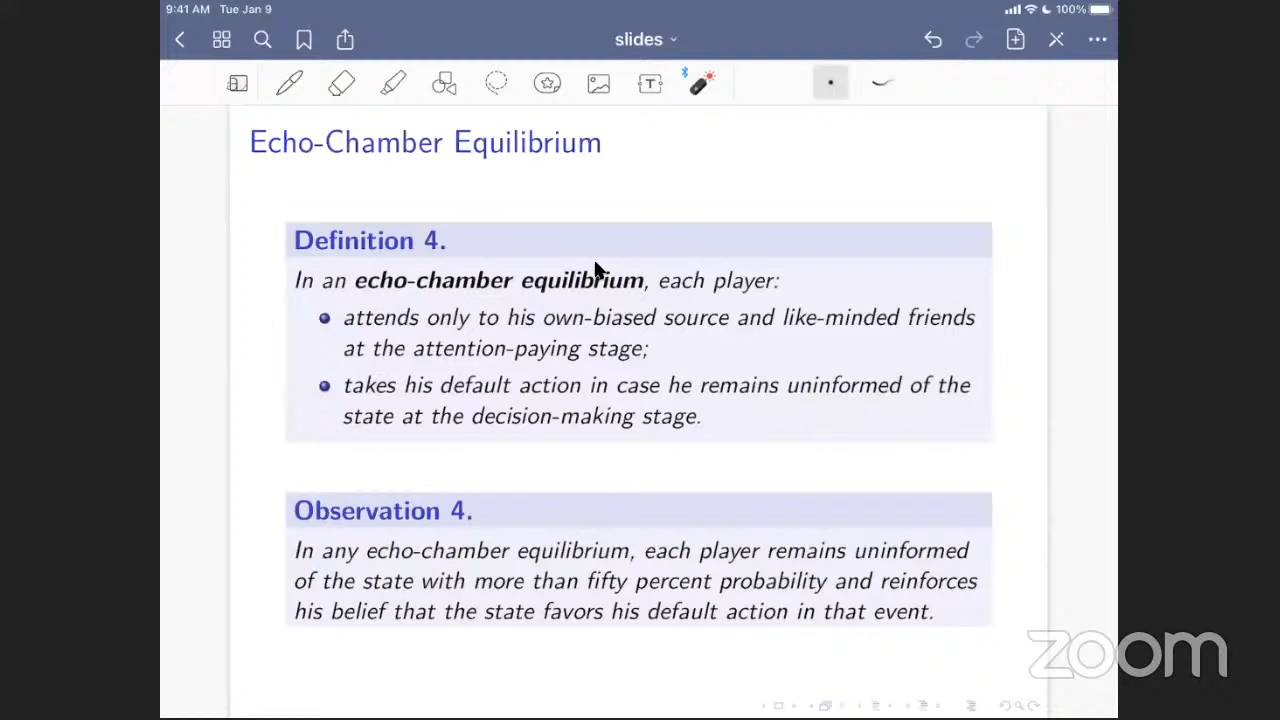 9:41 AM Tue Jan 9
100%
slides
T
Echo-Chamber Equilibrium
Definition 4.
In an echo-chamber equilibrium, each player:
attends only to his own-biased source and like-minded friends
at the attention-paying stage;
takes his default action in case he remains uninformed of the
state at the decision-making stage.
Observation 4.
In any echo-chamber equilibrium, each player remains uninformed
of the state with more than fifty percent probability and reinforces
his belief that the state favors his default action in that event.
zoom